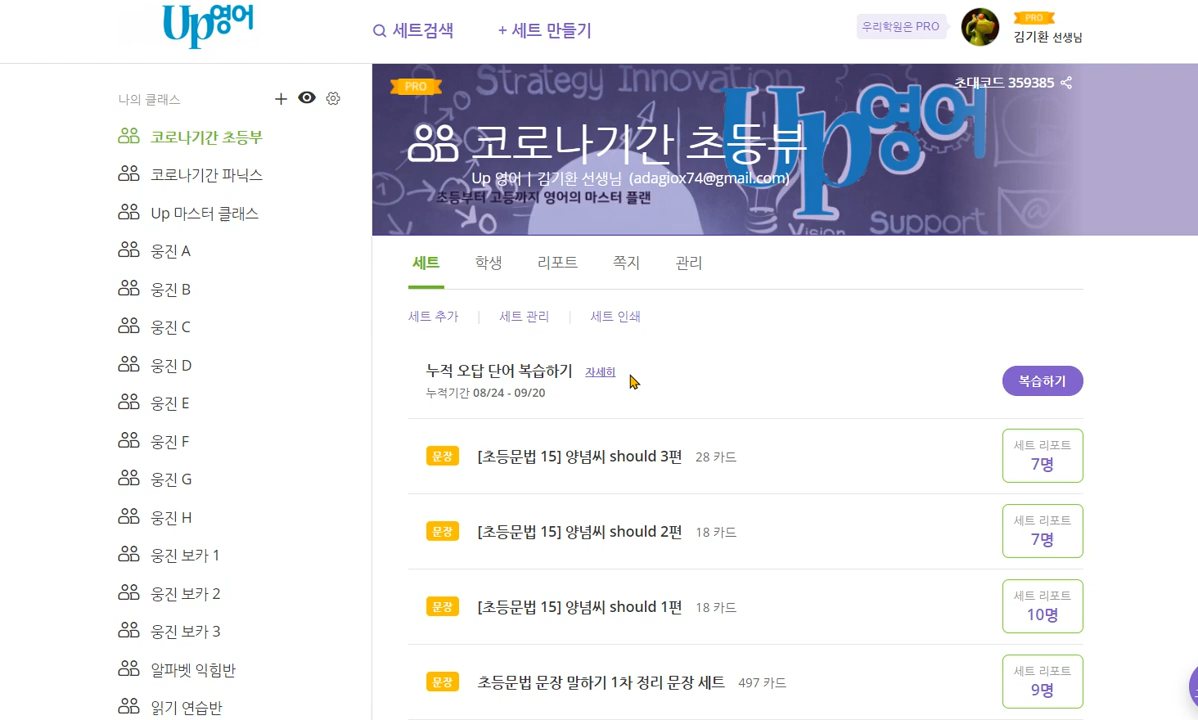 Up영어
세트검색
+ 세트 만들기
우리학원은 PRO
PRO
김기환 선생님
나의 클래스
코로나기간 초등부
코로나기간 파닉스
Up 마스터 클래스
웅진 A
웅진 B
웅진 C
웅진 D
웅진 E
웅진 F
웅진 G
웅진 H
웅진 보카 1
웅진 보카 2
웅진 보카 3
알파벳 익힘반
읽기 연습반
PRO
Strategy Innovation
초대코드 359385
코로나기간 초등부
Up영어
Up 영어 | 김기환 선생님 (adagiox74@gmail.com)
초등부터 고등까지 영어의 마스터 플랜
Support
Vision
세트
학생
리포트
쪽지
관리
세트 추가 | 세트 관리 | 세트 인쇄
누적 오답 단어 복습하기 자세히
누적기간 08/24 - 09/20
복습하기
문장 [초등문법 15] 양념씨 should 3편 28 카드
세트 리포트
7명
문장 [초등문법 15] 양념씨 should 2편 18 카드
세트 리포트
7명
문장 [초등문법 15] 양념씨 should 1편 18 카드
세트 리포트
10명
문장 초등문법 문장 말하기 1차 정리 문장 세트 497 카드
세트 리포트
9명